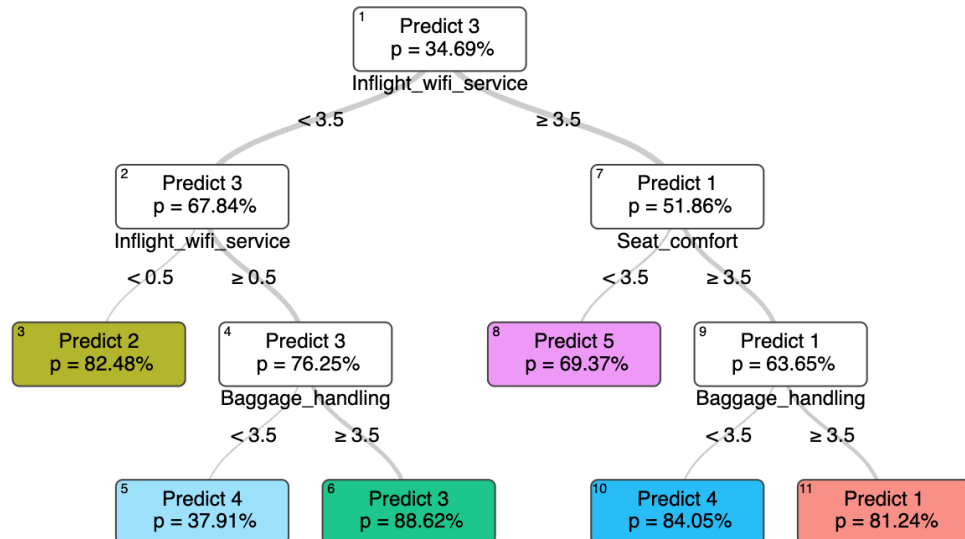 1
Predict 3
p = 34.69%
Inflight_wifi_service
< 3.5
≥ 3.5
2
Predict 3
p = 67.84%
Inflight_wifi_service
7
Predict 1
p = 51.86%
Seat_comfort
< 0.5
≥ 0.5
< 3.5
≥ 3.5
3
Predict 2
p = 82.48%
4
Predict 3
p = 76.25%
Baggage_handling
8
Predict 5
p = 69.37%
9
Predict 1
p = 63.65%
Baggage_handling
< 3.5
≥ 3.5
< 3.5
≥ 3.5
5
Predict 4
p = 37.91%
6
Predict 3
p = 88.62%
10
Predict 4
p = 84.05%
11
Predict 1
p = 81.24%